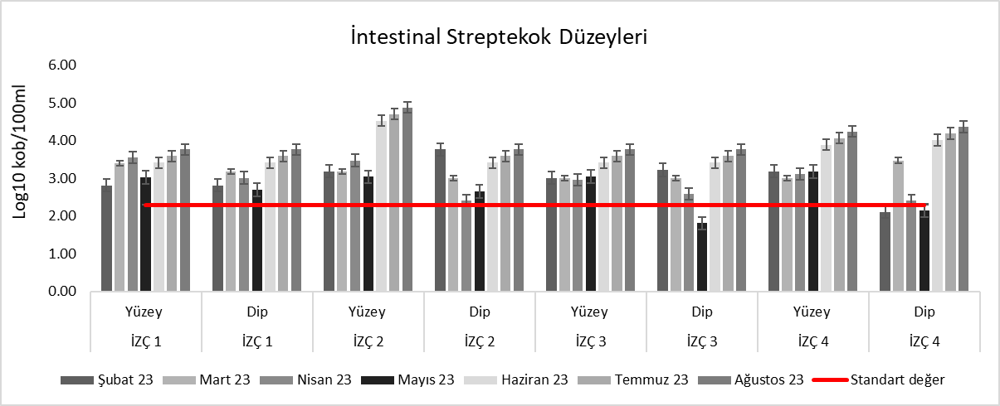 İntestinal Streptekok Düzeyleri
Log10 kob/100ml
6.00
5.00
4.00
3.00
2.00
1.00
0.00
Yüzey Dip Yüzey Dip Yüzey Dip Yüzey Dip
İZÇ 1 İZÇ 1 İZÇ 2 İZÇ 2 İZÇ 3 İZÇ 3 İZÇ 4 İZÇ 4
Şubat 23 Mart 23 Nisan 23 Mayıs 23 Haziran 23 Temmuz 23 Ağustos 23 Standart değer